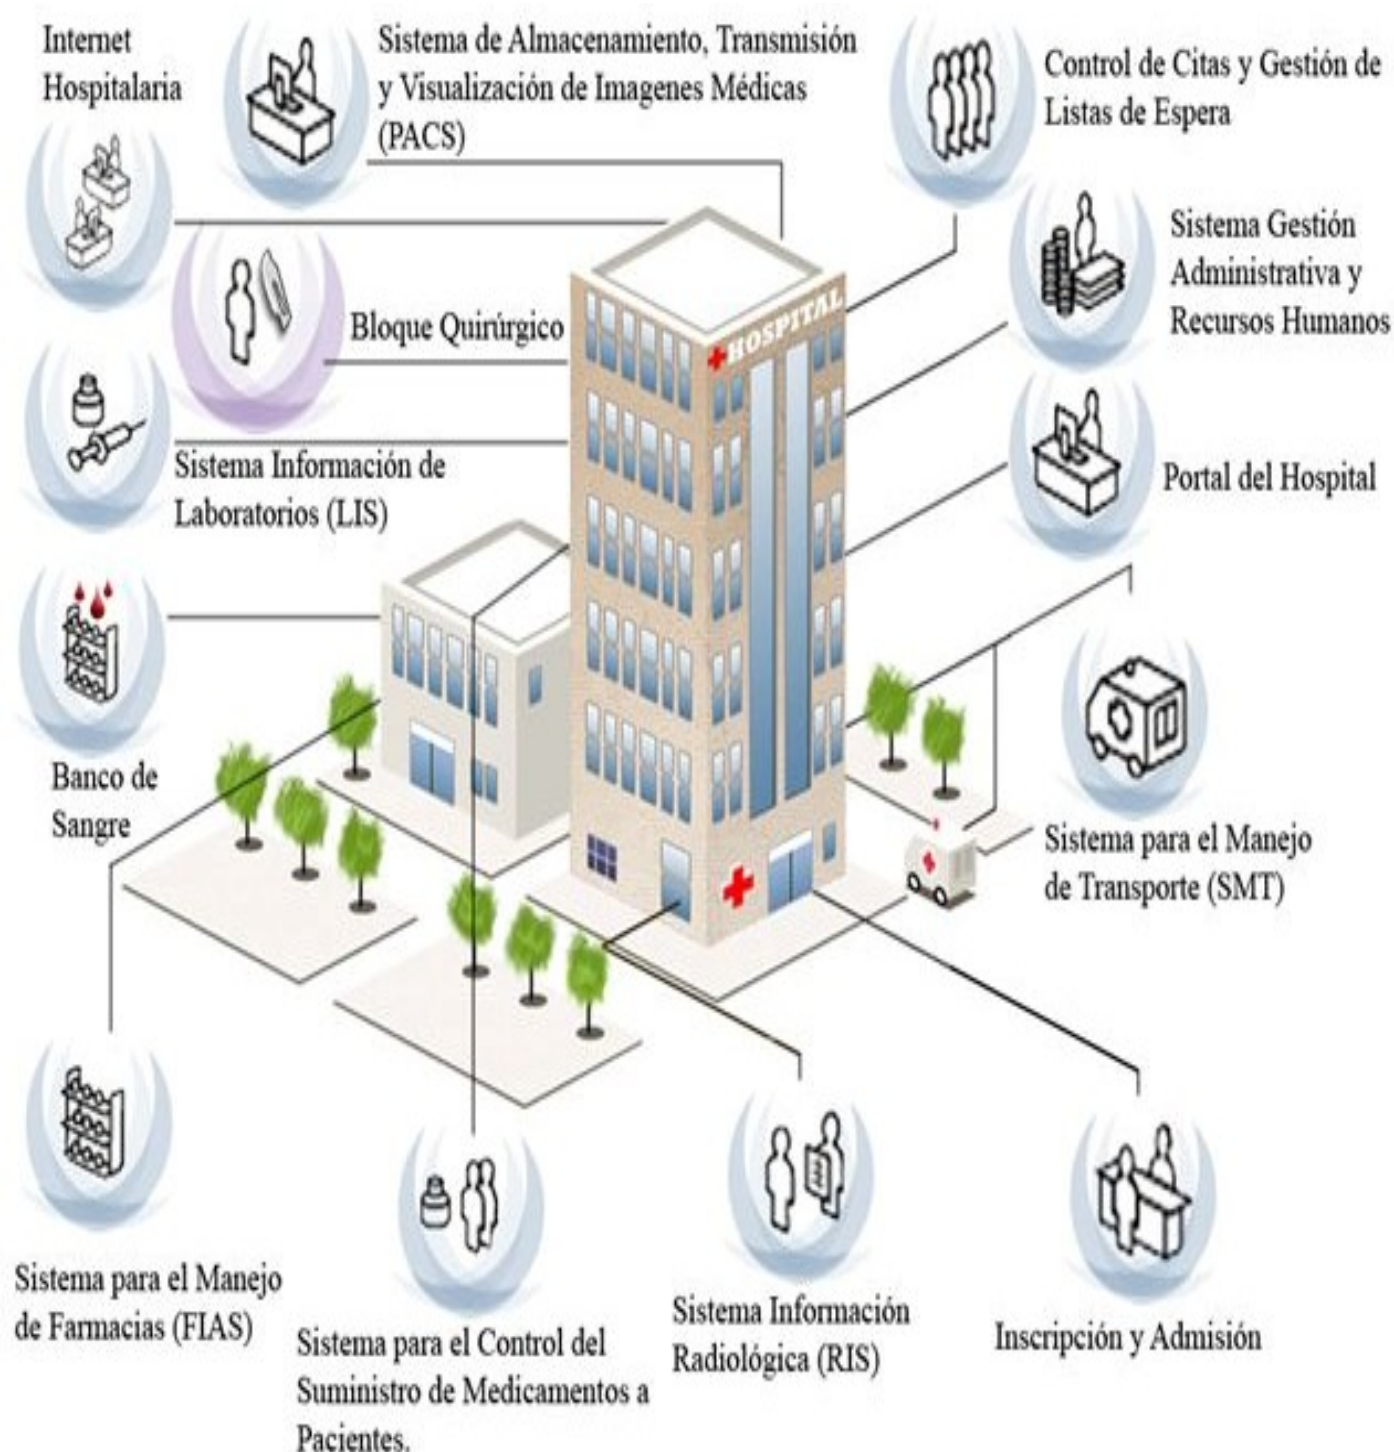 Internet
Hospitalaria
Sistema de Almacenamiento, Transmisión
y Visualización de Imagenes Médicas
(PACS)
Control de Citas y Gestión de
Listas de Espera
Sistema Gestión
Administrativa y
Recursos Humanos
Bloque Quirúrgico
HOSPITAL
Sistema Información de
Laboratorios (LIS)
Portal del Hospital
Banco de
Sangre
Sistema para el Manejo
de Transporte (SMT)
Sistema para el Manejo
de Farmacias (FIAS)
Sistema para el Control del
Suministro de Medicamentos a
Pacientes.
Sistema Información
Radiológica (RIS)
Inscripción y Admisión